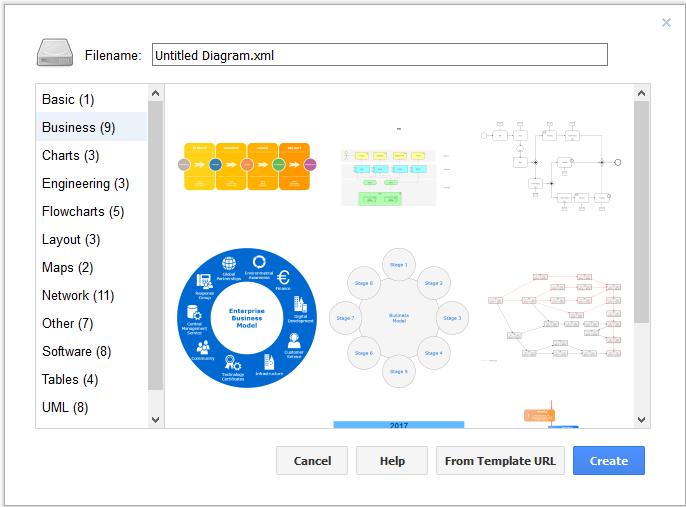 Filename: Untitled Diagram.xml
Basic (1)
Business (9)
Charts (3)
Engineering (3)
Flowcharts (5)
Layout (3)
Maps (2)
Network (11)
Other (7)
Software (8)
Tables (4)
UML (8)
Global
Partnerships
Environmental
Awareness
Finance
Response
Group
Digital
Development
Central
Management
Service
Customer
Service
Community
Technology
Certificates
Infrastructure
Enterprise
Business
Model
Stage 1
Stage 2
Stage 3
Stage 4
Stage 5
Stage 6
Stage 7
Stage 8
Business
Model
2017
Cancel
Help
From Template URL
Create